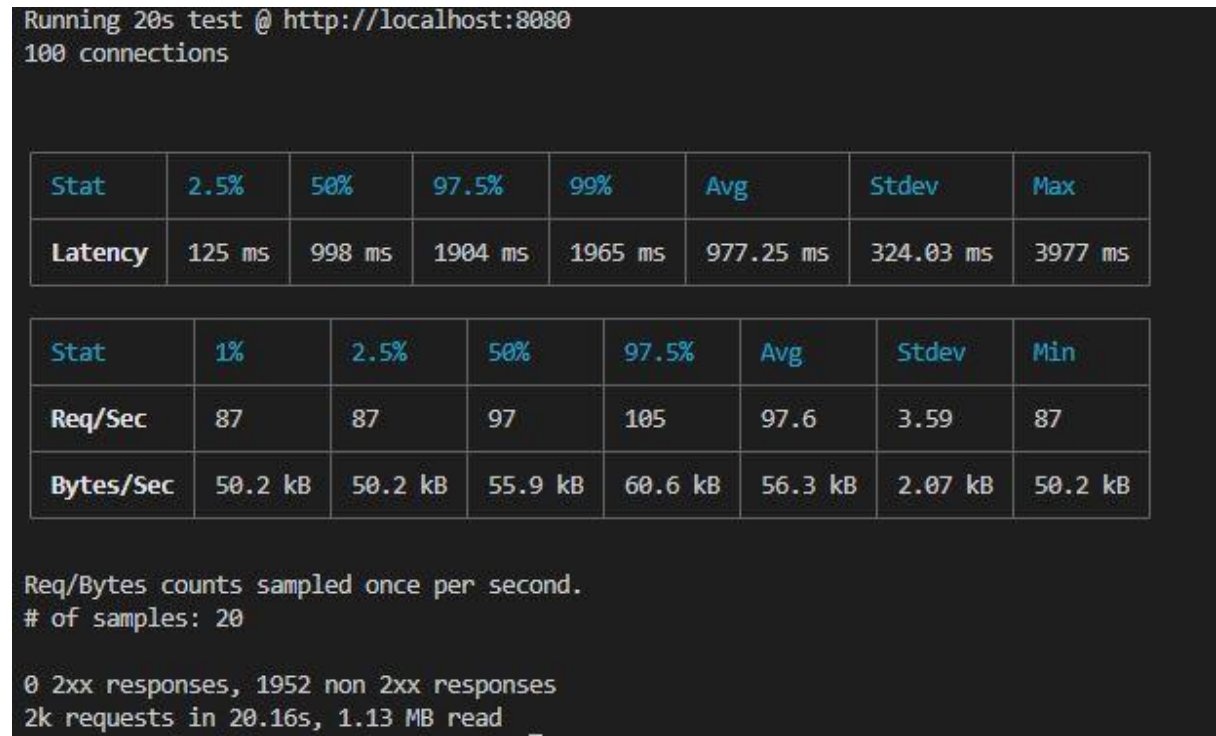 Running 20s test @ http://localhost:8080
100 connections
Stat 2.5% 50% 97.5% 99% Avg Stdev Max
Latency 125 ms 998 ms 1904 ms 1965 ms 977.25 ms 324.03 ms 3977 ms
Stat 1% 2.5% 50% 97.5% Avg Stdev Min
Req/Sec 87 87 97 105 97.6 3.59 87
Bytes/Sec 50.2 kB 50.2 kB 55.9 kB 60.6 kB 56.3 kB 2.07 kB 50.2 kB
Req/Bytes counts sampled once per second.
# of samples: 20
0 2xx responses, 1952 non 2xx responses
2k requests in 20.16s, 1.13 MB read